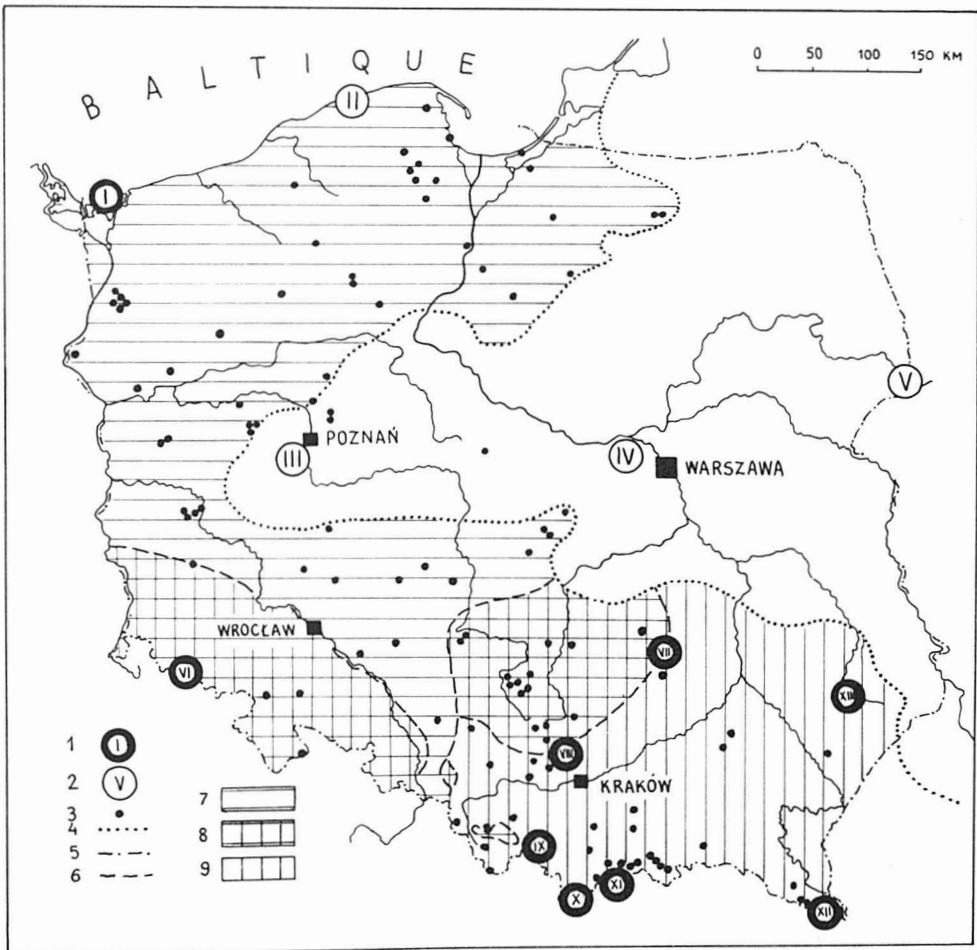 BALTIQUE
0 50 100 150 KM
II
I
V
POZNAŃ
III
IV
WARSZAWA
WROCŁAW
VI
VII
XIII
VIII
KRAKÓW
IX
X
XI
XII
1 I
2 V
3
4
5
6
7
8
9